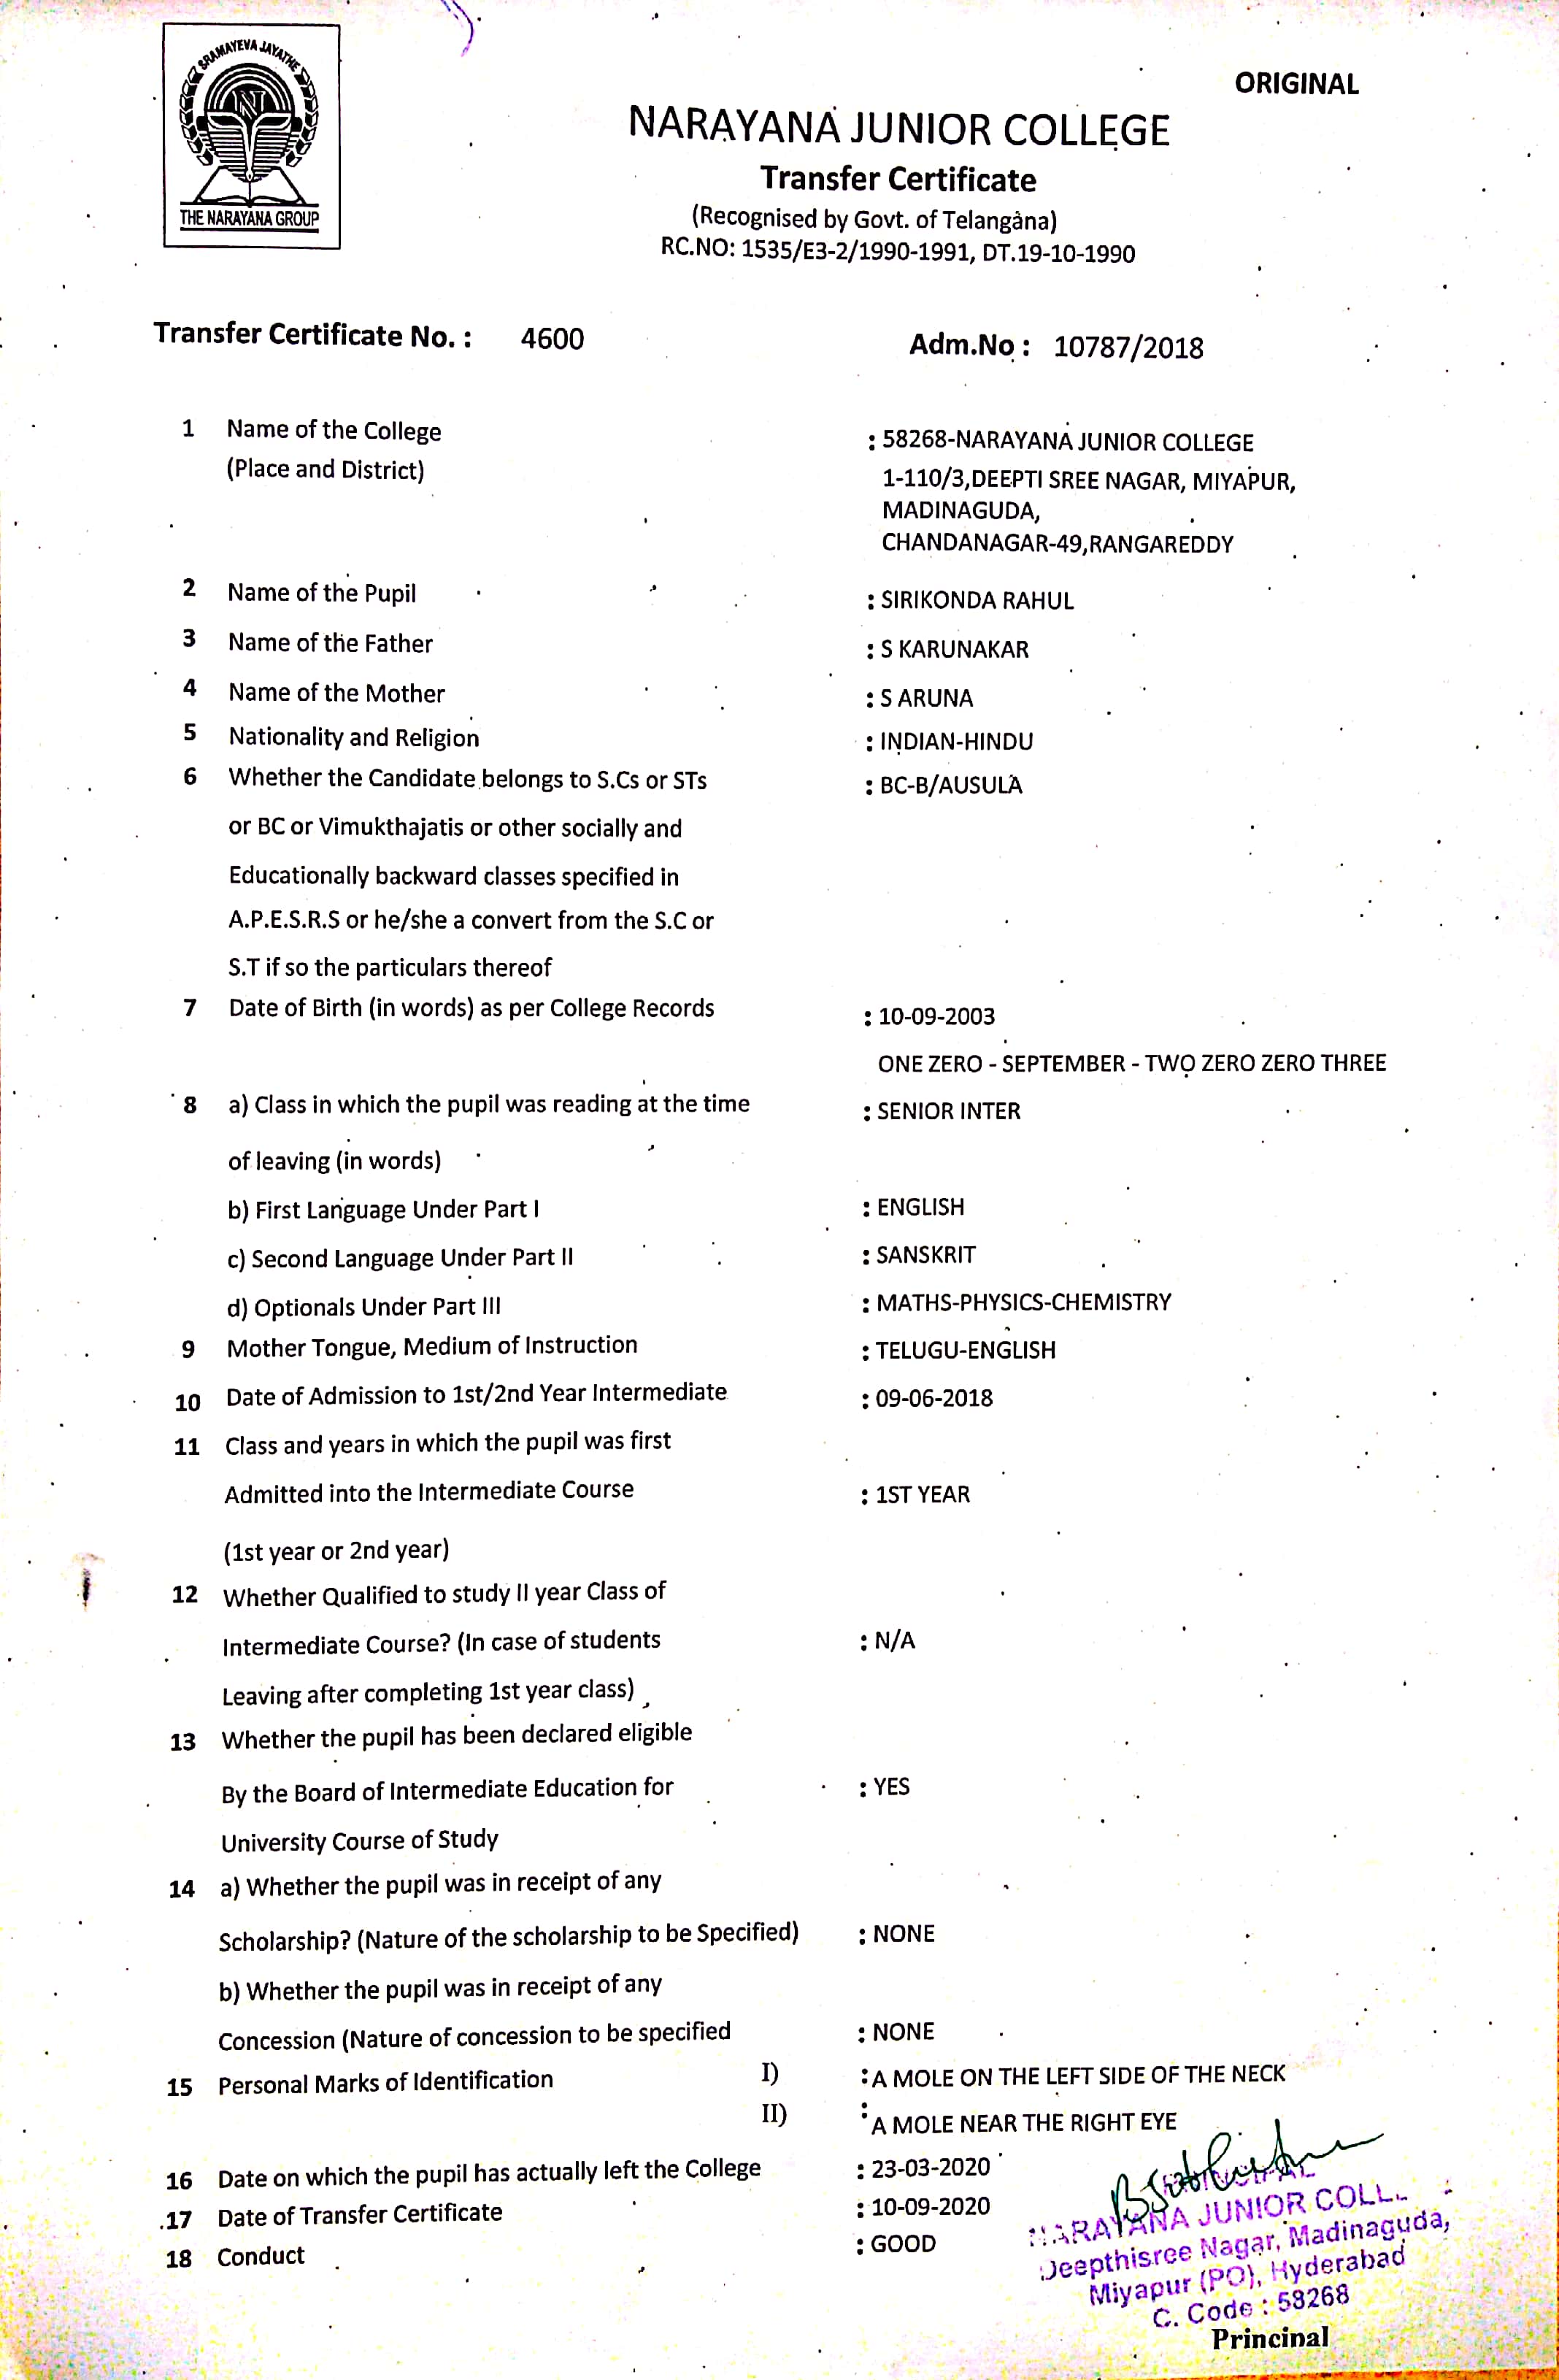 SRAMAYEVA JAYATHE
N
THE NARAYANA GROUP
ORIGINAL
NARAYANA JUNIOR COLLEGE
Transfer Certificate
(Recognised by Govt. of Telangana)
RC.NO: 1535/E3-2/1990-1991, DT.19-10-1990
Transfer Certificate No. : 4600 Adm.No : 10787/2018
1 Name of the College : 58268-NARAYANA JUNIOR COLLEGE
(Place and District) 1-110/3,DEEPTI SREE NAGAR, MIYAPUR,
MADINAGUDA,
CHANDANAGAR-49,RANGAREDDY
2 Name of the Pupil : SIRIKONDA RAHUL
3 Name of the Father : S KARUNAKAR
4 Name of the Mother : S ARUNA
5 Nationality and Religion : INDIAN-HINDU
6 Whether the Candidate belongs to S.Cs or STs : BC-B/AUSULA
or BC or Vimukthajatis or other socially and
Educationally backward classes specified in
A.P.E.S.R.S or he/she a convert from the S.C or
S.T if so the particulars thereof
7 Date of Birth (in words) as per College Records : 10-09-2003
ONE ZERO - SEPTEMBER - TWO ZERO ZERO THREE
8 a) Class in which the pupil was reading at the time : SENIOR INTER
of leaving (in words)
b) First Language Under Part I : ENGLISH
c) Second Language Under Part II : SANSKRIT
d) Optionals Under Part III : MATHS-PHYSICS-CHEMISTRY
9 Mother Tongue, Medium of Instruction : TELUGU-ENGLISH
10 Date of Admission to 1st/2nd Year Intermediate : 09-06-2018
11 Class and years in which the pupil was first
Admitted into the Intermediate Course : 1ST YEAR
(1st year or 2nd year)
12 Whether Qualified to study II year Class of
Intermediate Course? (In case of students : N/A
Leaving after completing 1st year class)
13 Whether the pupil has been declared eligible
By the Board of Intermediate Education for : YES
University Course of Study
14 a) Whether the pupil was in receipt of any
Scholarship? (Nature of the scholarship to be Specified) : NONE
b) Whether the pupil was in receipt of any
Concession (Nature of concession to be specified : NONE
15 Personal Marks of Identification I) : A MOLE ON THE LEFT SIDE OF THE NECK
II) : A MOLE NEAR THE RIGHT EYE
16 Date on which the pupil has actually left the College : 23-03-2020
17 Date of Transfer Certificate : 10-09-2020
18 Conduct : GOOD
NARAYANA JUNIOR COLL..
Deepthisree Nagar, Madinaguda,
Miyapur (PO), Hyderabad
C. Code : 58268
Principal